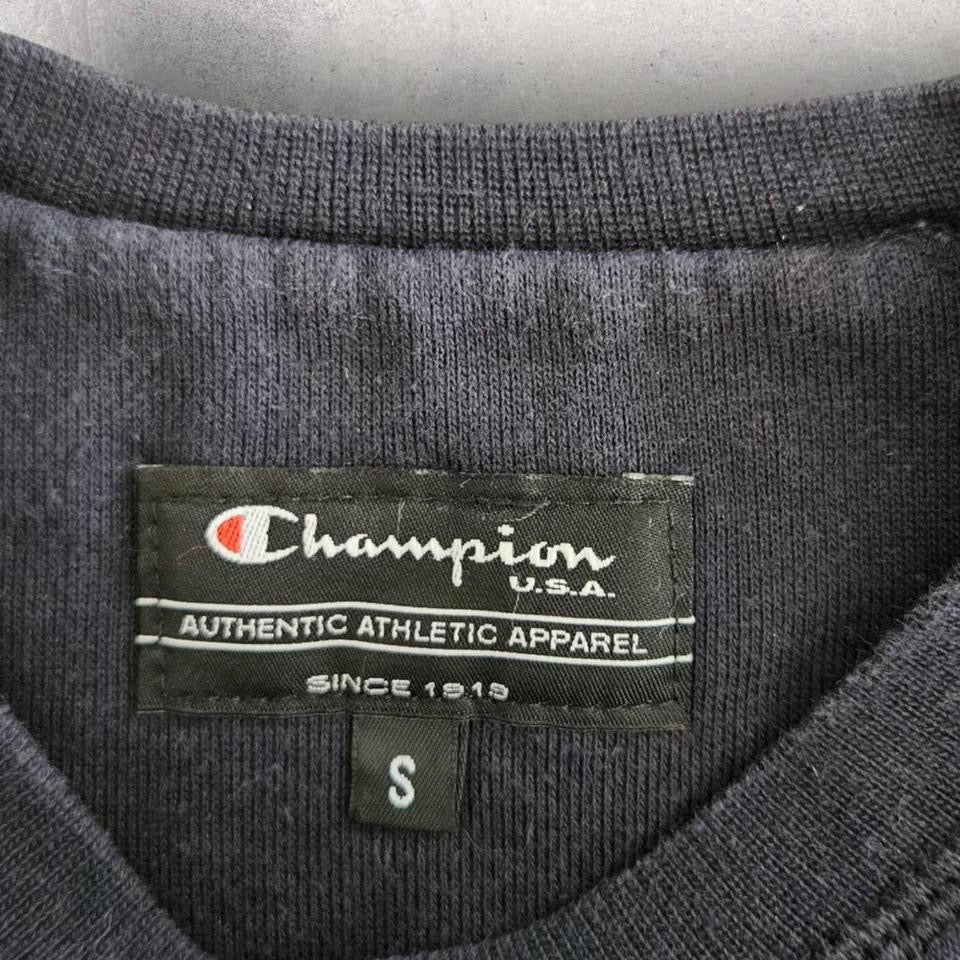 Champion
U.S.A.
AUTHENTIC ATHLETIC APPAREL
SINCE 1919
S